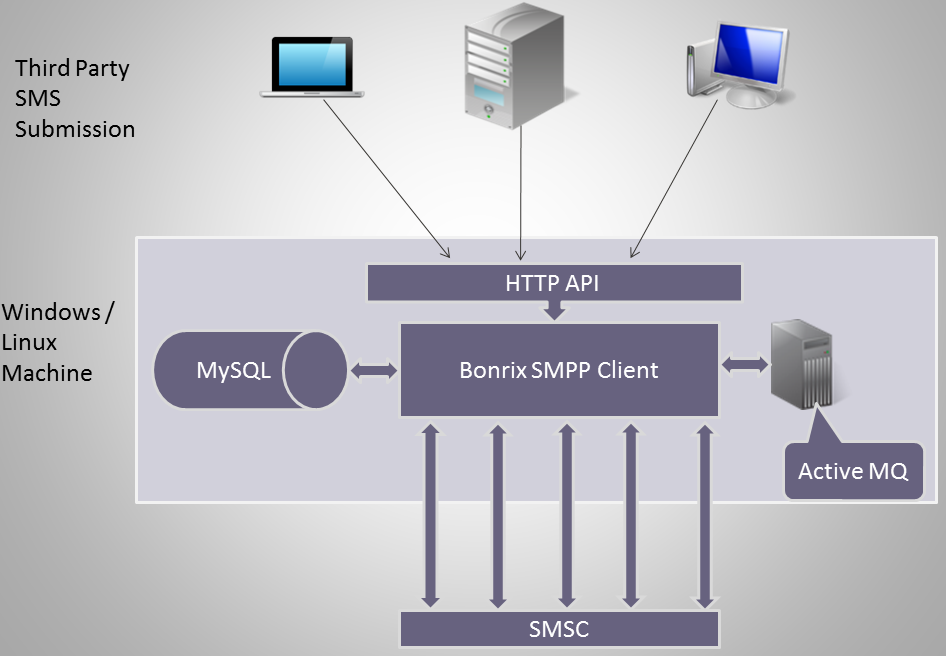 Third Party
SMS
Submission
HTTP API
Windows /
Linux
Machine
MySQL
Bonrix SMPP Client
Active MQ
SMSC